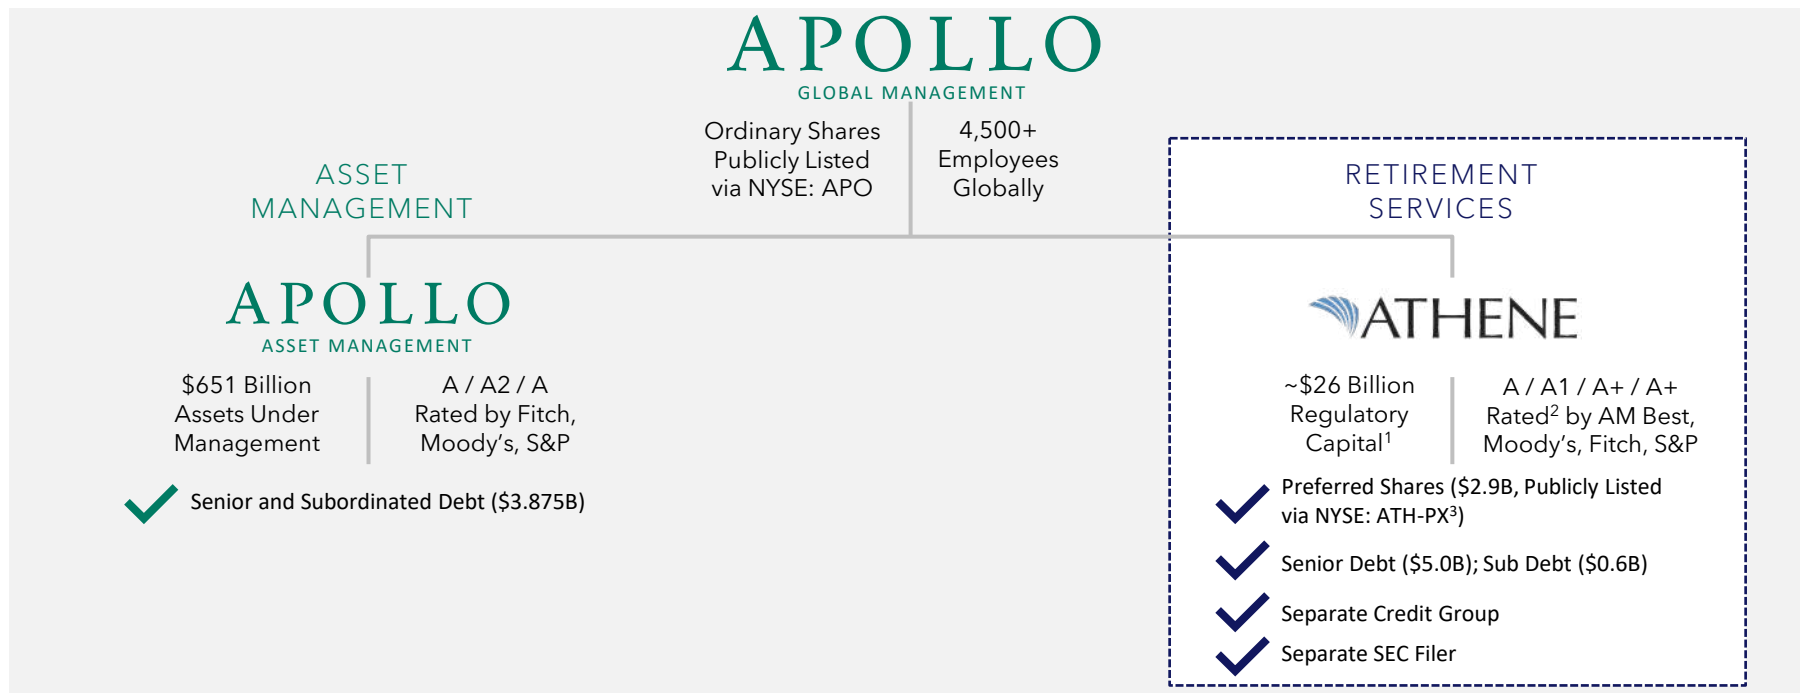 APOLLO
GLOBAL MANAGEMENT
Ordinary Shares
Publicly Listed
via NYSE: APO
4,500+
Employees
Globally
ASSET
MANAGEMENT
APOLLO
ASSET MANAGEMENT
$651 Billion
Assets Under
Management
A / A2 / A
Rated by Fitch,
Moody's, S&P
Senior and Subordinated Debt ($3.875B)
RETIREMENT
SERVICES
ATHENE
~$26 Billion
Regulatory
Capital¹
A / A1 / A+ / A+
Rated² by AM Best,
Moody's, Fitch, S&P
Preferred Shares ($2.9B, Publicly Listed
via NYSE: ATH-PX³)
Senior Debt ($5.0B); Sub Debt ($0.6B)
Separate Credit Group
Separate SEC Filer